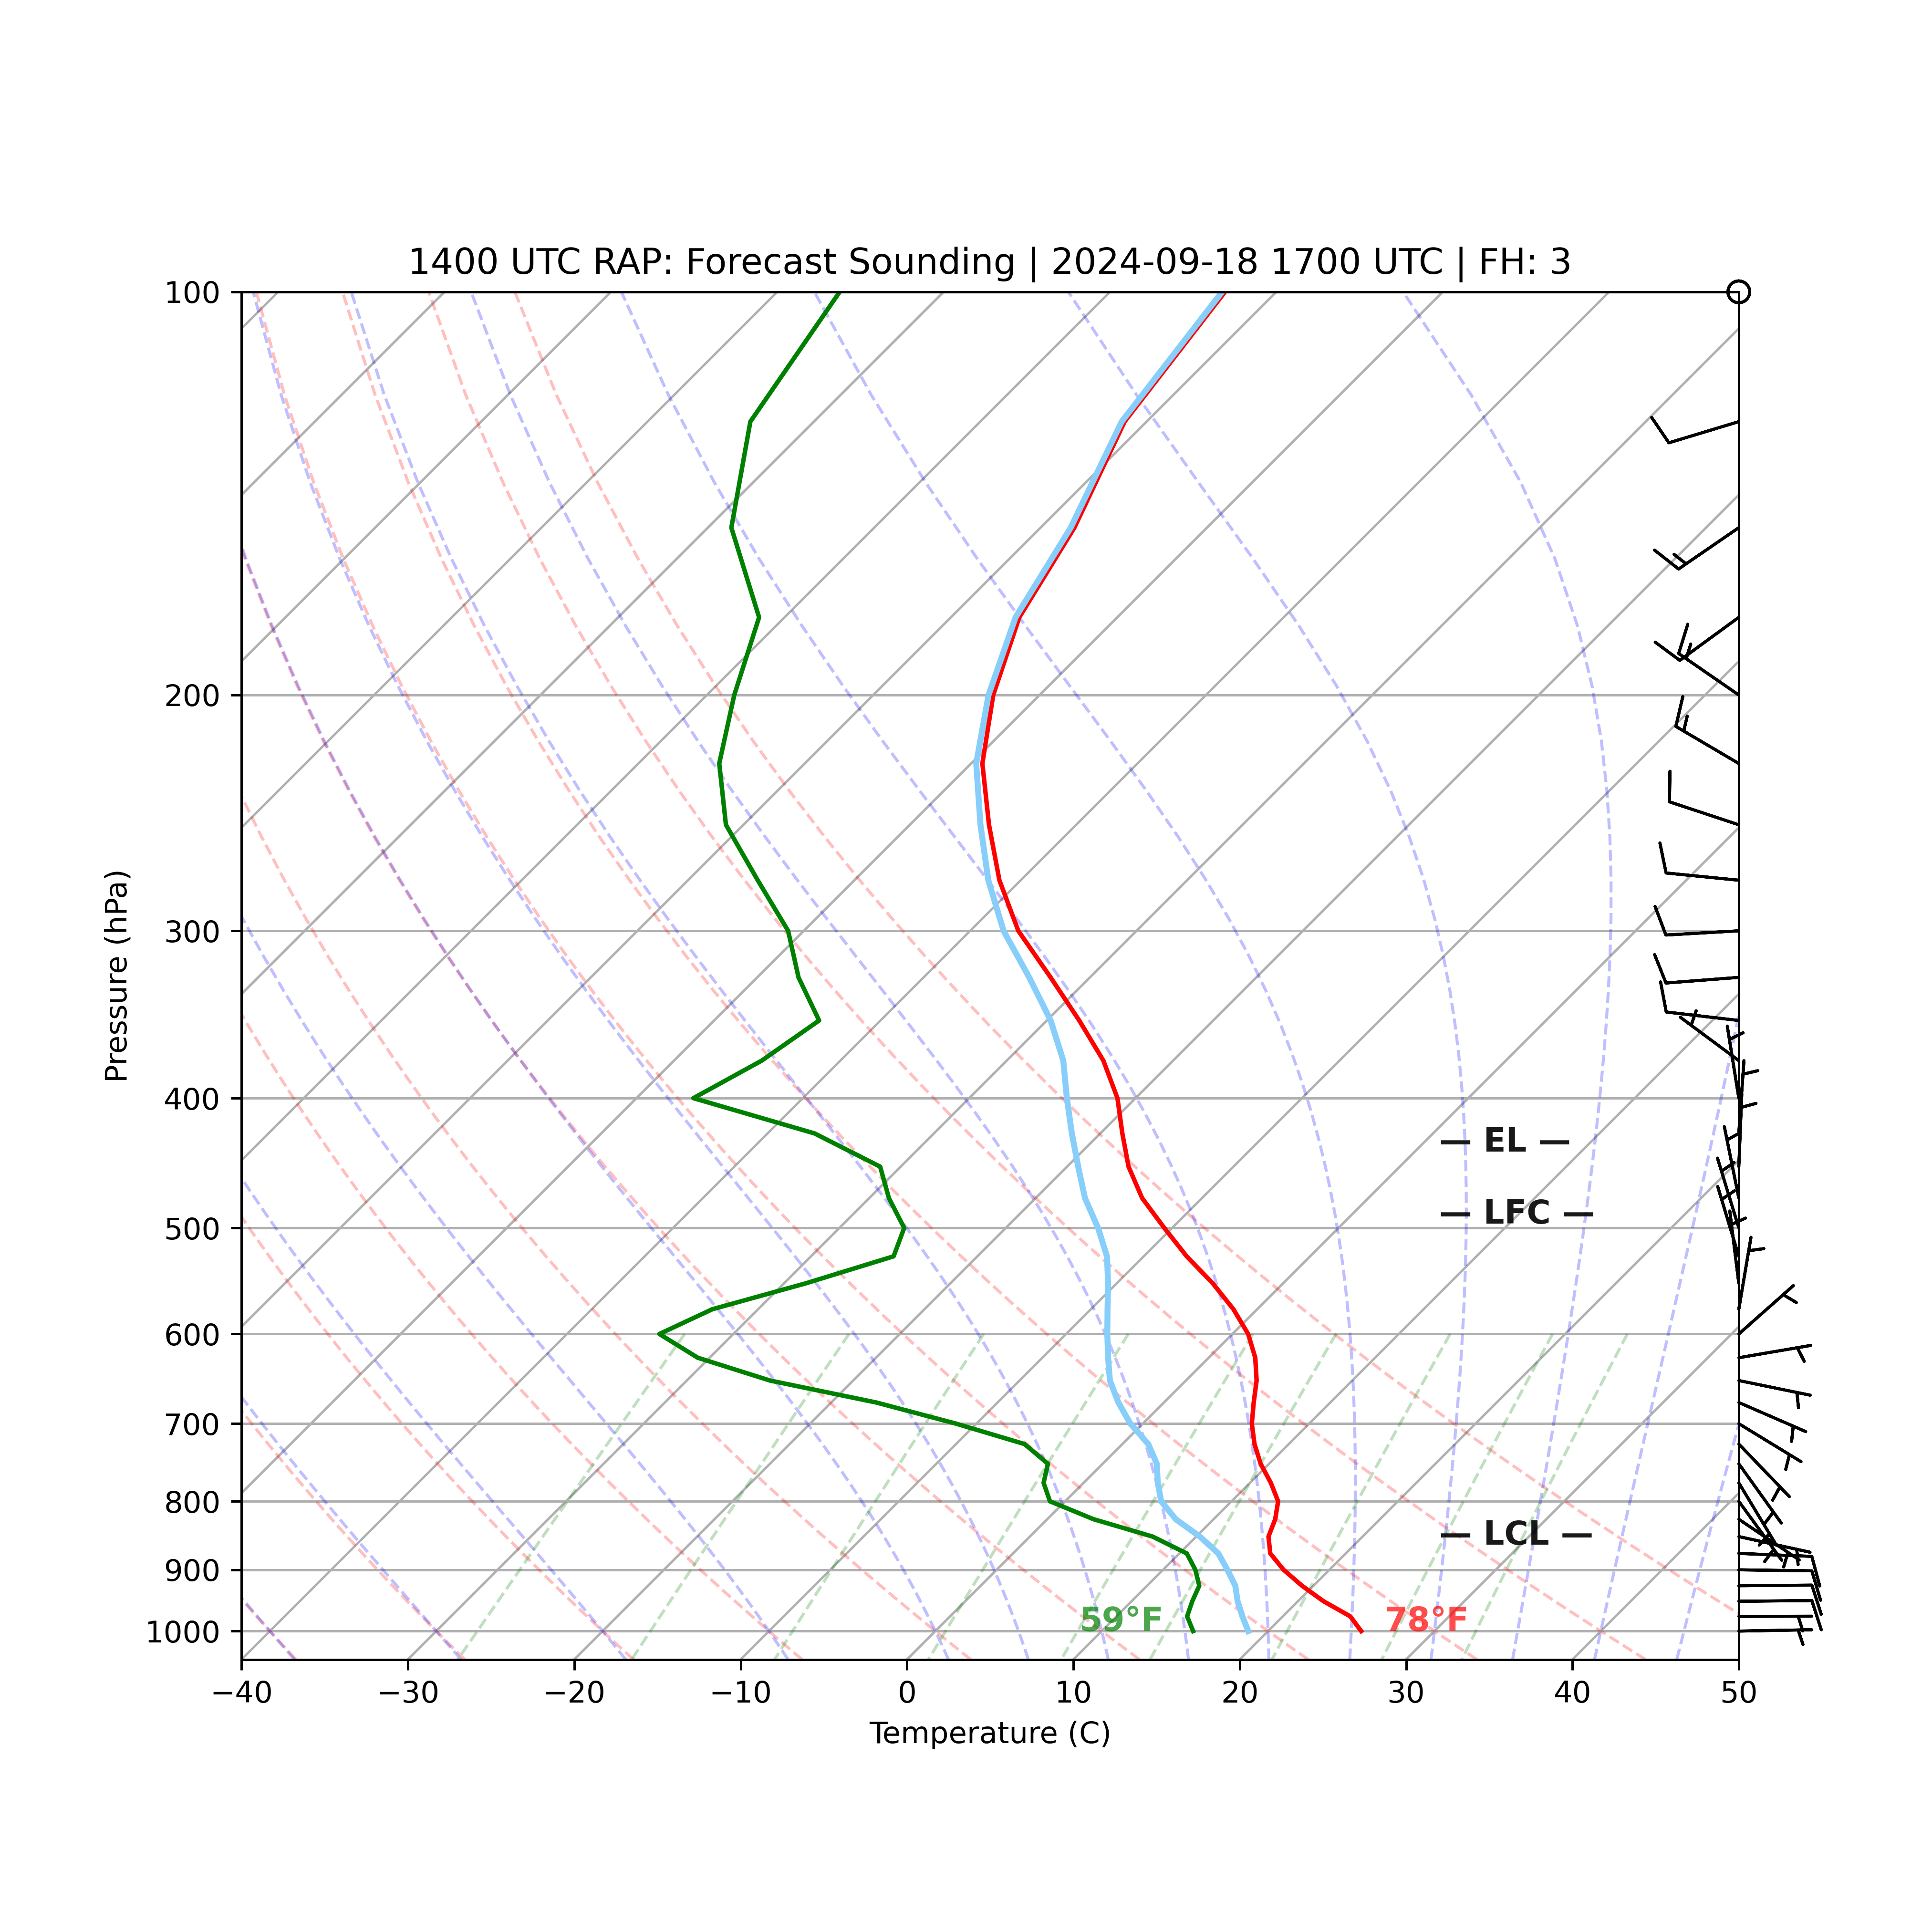 1400 UTC RAP: Forecast Sounding | 2024-09-18 1700 UTC | FH: 3
100
200
300
400
500
600
700
800
900
1000
Pressure (hPa)
— EL —
— LFC —
— LCL —
59°F
78°F
−40
−30
−20
−10
0
10
20
30
40
50
Temperature (C)